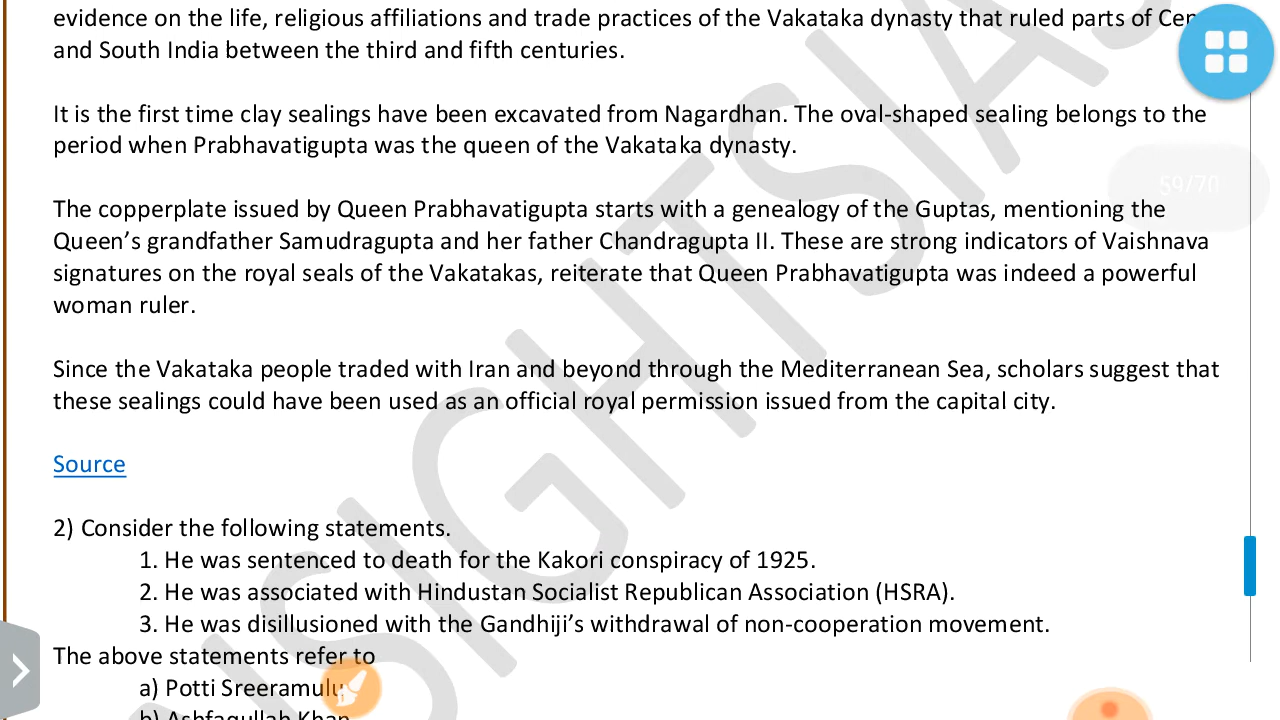 evidence on the life, religious affiliations and trade practices of the Vakataka dynasty that ruled parts of
and South India between the third and fifth centuries.
It is the first time clay sealings have been excavated from Nagardhan. The oval-shaped sealing belongs to the
period when Prabhavatigupta was the queen of the Vakataka dynasty.
59/70
The copperplate issued by Queen Prabhavatigupta starts with a genealogy of the Guptas, mentioning the
Queen’s grandfather Samudragupta and her father Chandragupta II. These are strong indicators of Vaishnava
signatures on the royal seals of the Vakatakas, reiterate that Queen Prabhavatigupta was indeed a powerful
woman ruler.
Since the Vakataka people traded with Iran and beyond through the Mediterranean Sea, scholars suggest that
these sealings could have been used as an official royal permission issued from the capital city.
Source
2) Consider the following statements.
1. He was sentenced to death for the Kakori conspiracy of 1925.
2. He was associated with Hindustan Socialist Republican Association (HSRA).
3. He was disillusioned with the Gandhiji’s withdrawal of non-cooperation movement.
The above statements refer to
a) Potti Sreeramulu
b) Ashfaqullah Khan
INSIGHTSIAS